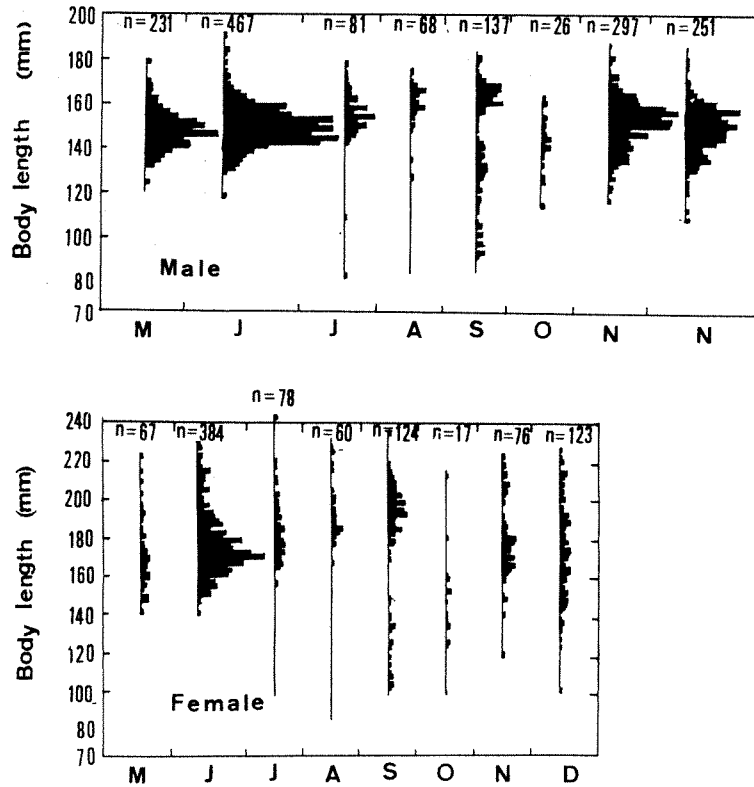 200
n=231 n=467 n=81 n=68 n=137 n=26 n=297 n=251
180
160
140
120
100
80
70
Body length (mm)
Male
M J J A S O N N
n=78
240
n=67 n=384 n=60 n=124 n=17 n=76 n=123
220
200
180
160
140
120
100
80
70
Body length (mm)
Female
M J J A S O N D